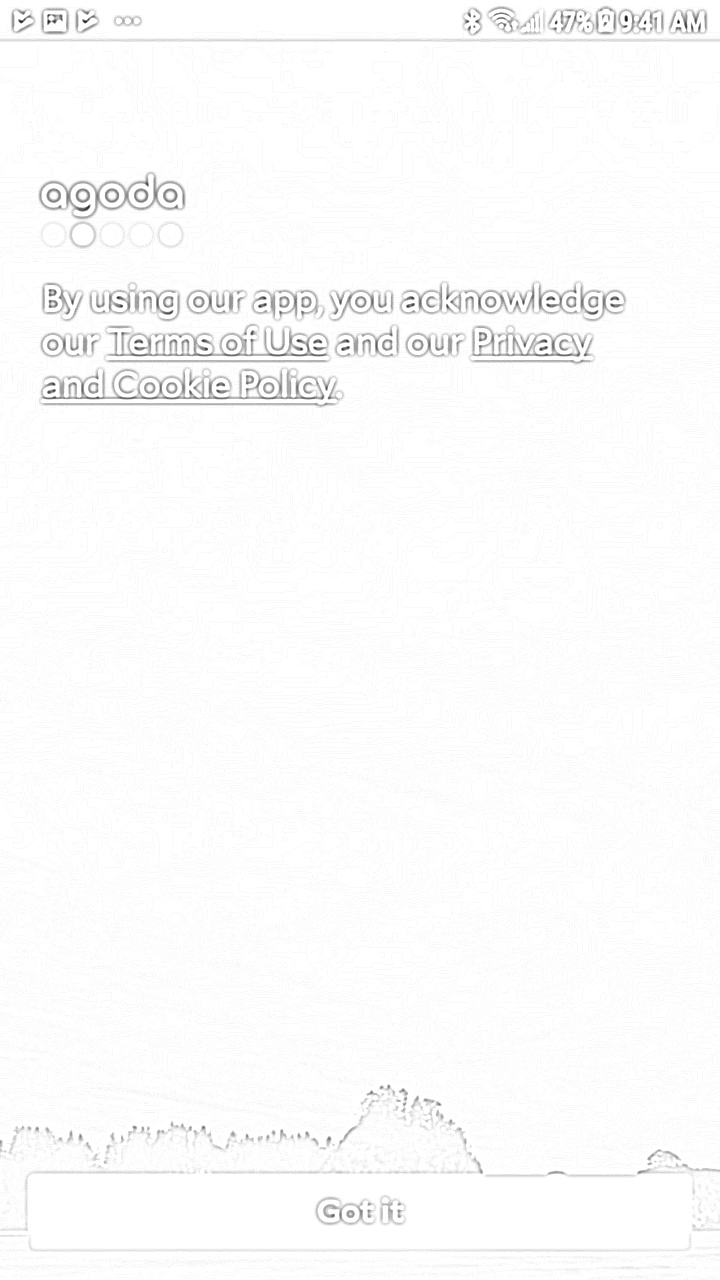 47% 9:41 AM
agoda
By using our app, you acknowledge
our Terms of Use and our Privacy
and Cookie Policy.
Got it